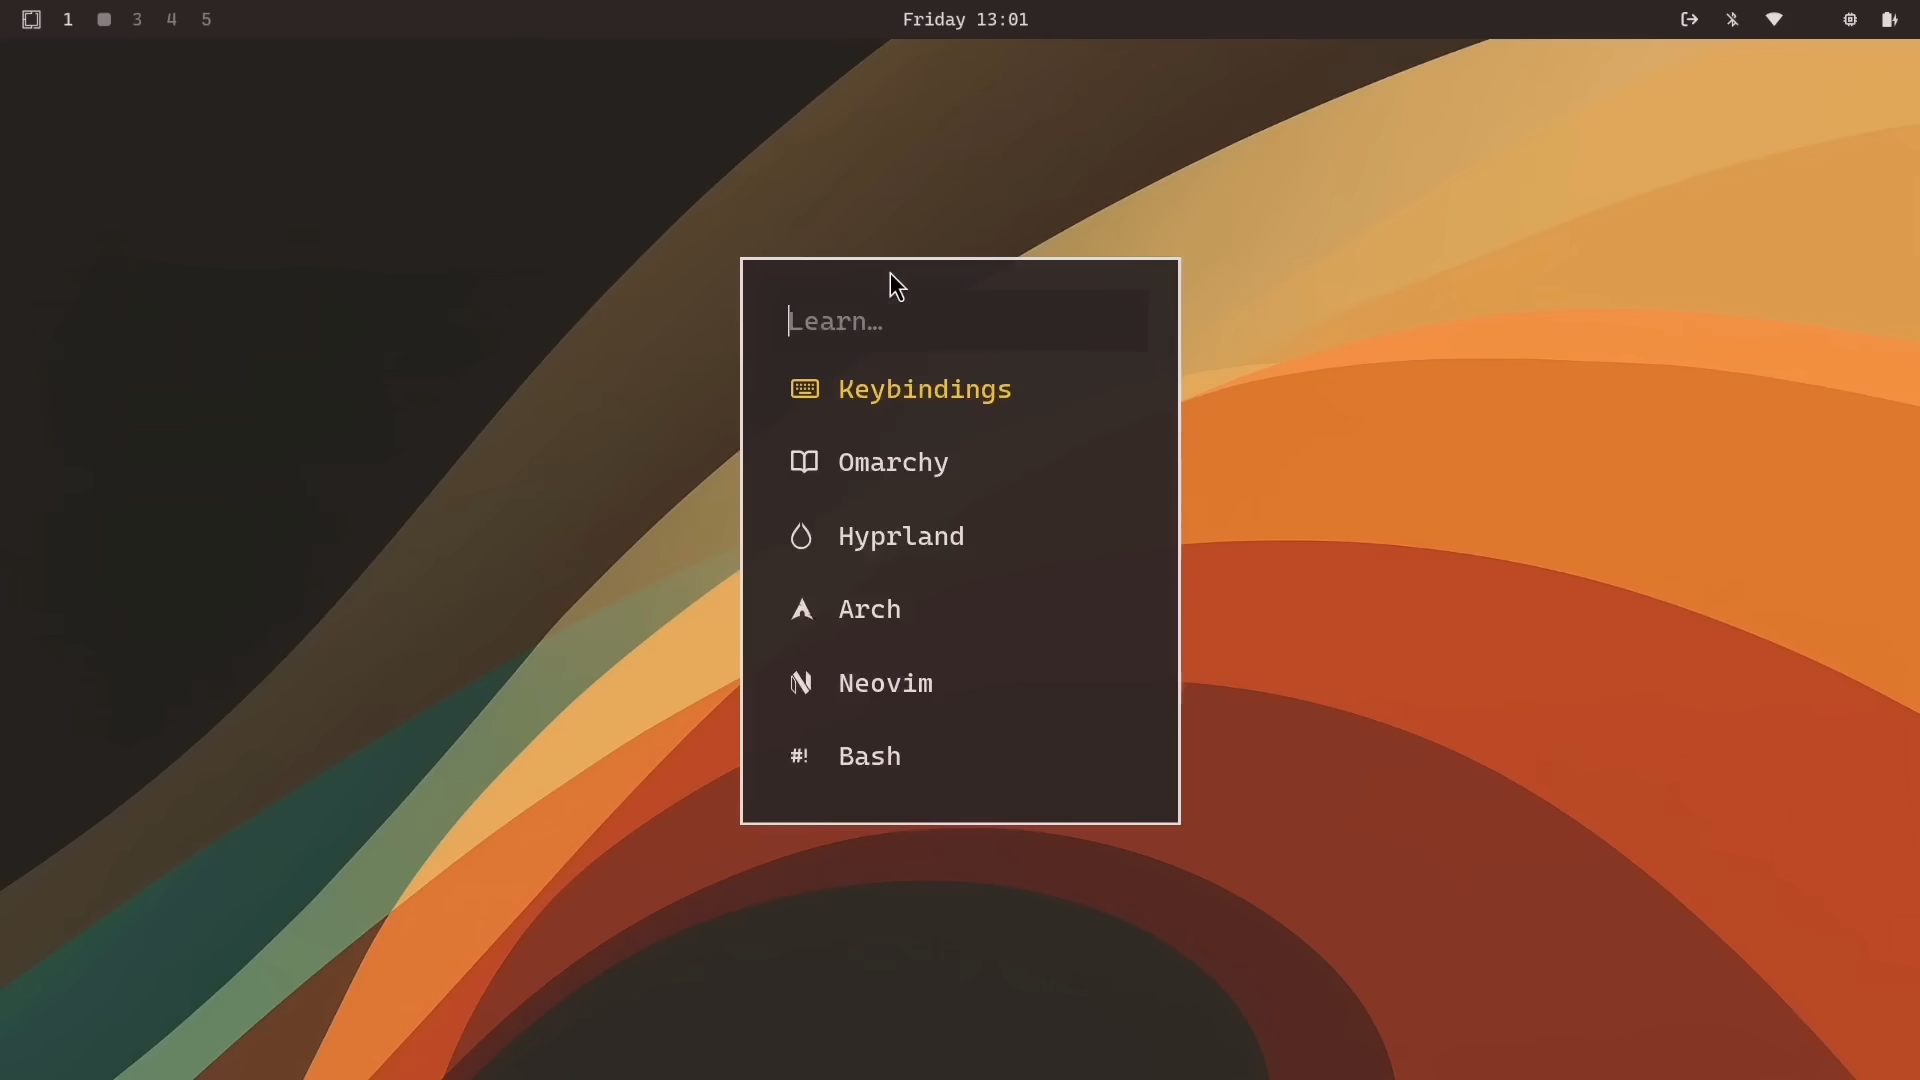 1 3 4 5
Friday 13:01
Learn…
Keybindings
Omarchy
Hyprland
Arch
Neovim
#! Bash